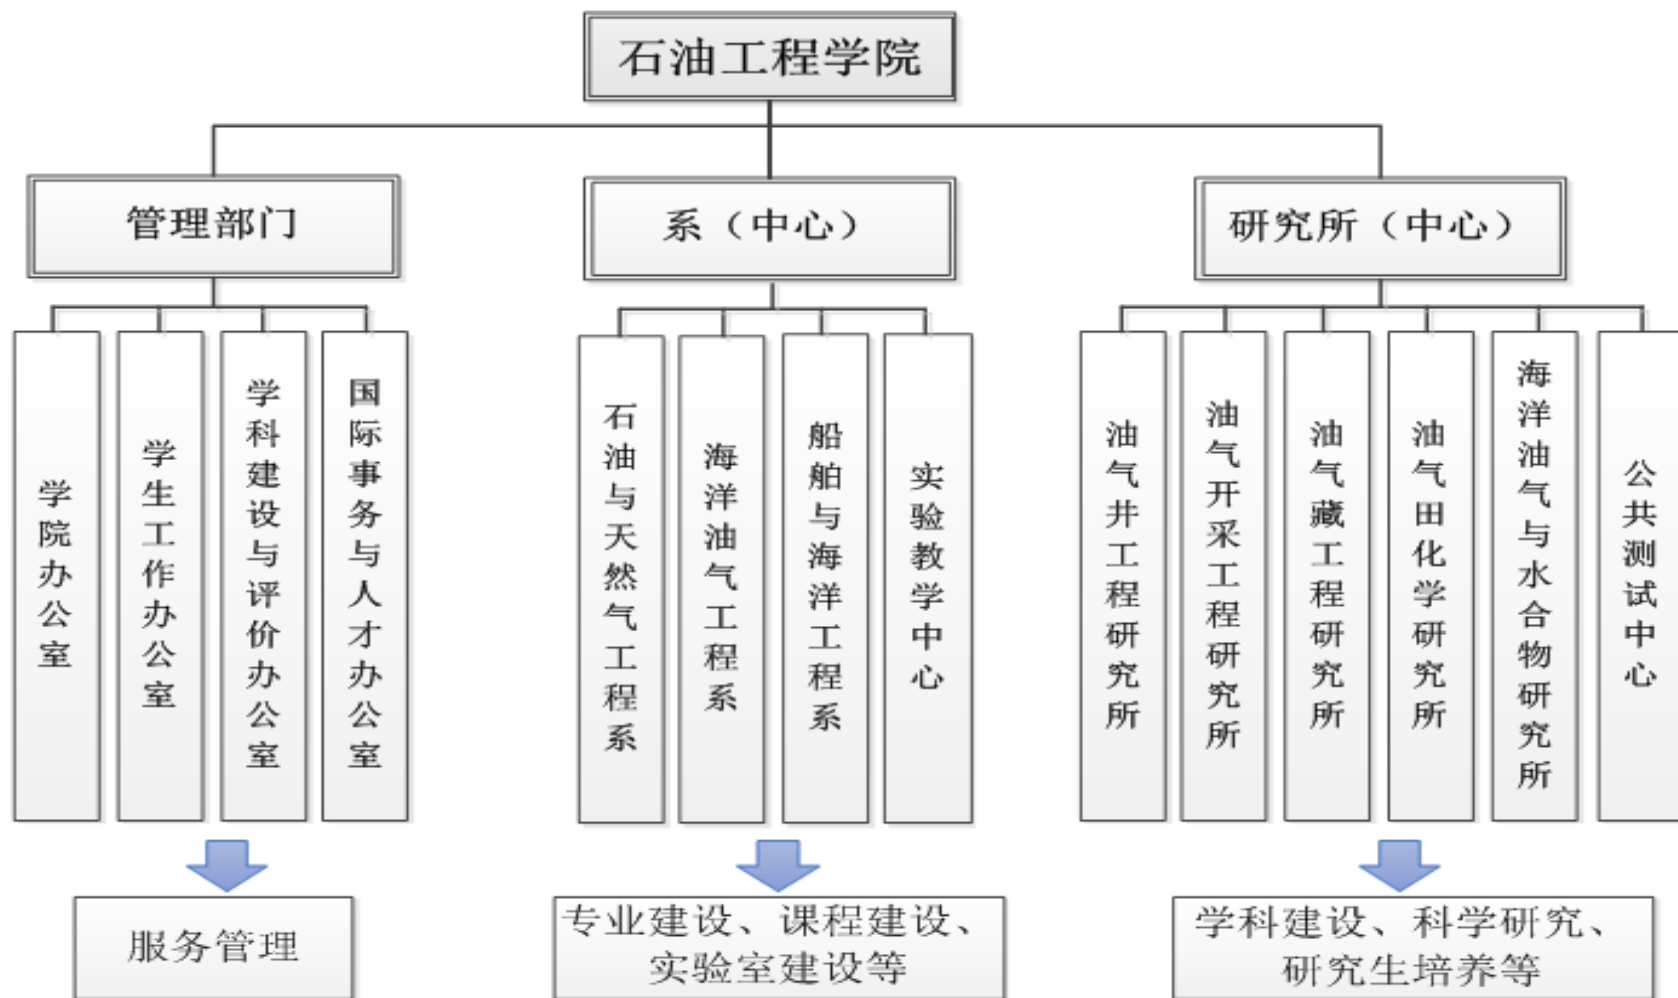 石油工程学院
管理部门
系（中心）
研究所（中心）
学院办公室
学生工作办公室
学科建设与评价办公室
国际事务与人才办公室
石油与天然气工程系
海洋油气工程系
船舶与海洋工程系
实验教学中心
油气井工程研究所
油气开采工程研究所
油气藏工程研究所
油气田化学研究所
海洋油气与水合物研究所
公共测试中心
服务管理
专业建设、课程建设、
实验室建设等
学科建设、科学研究、
研究生培养等